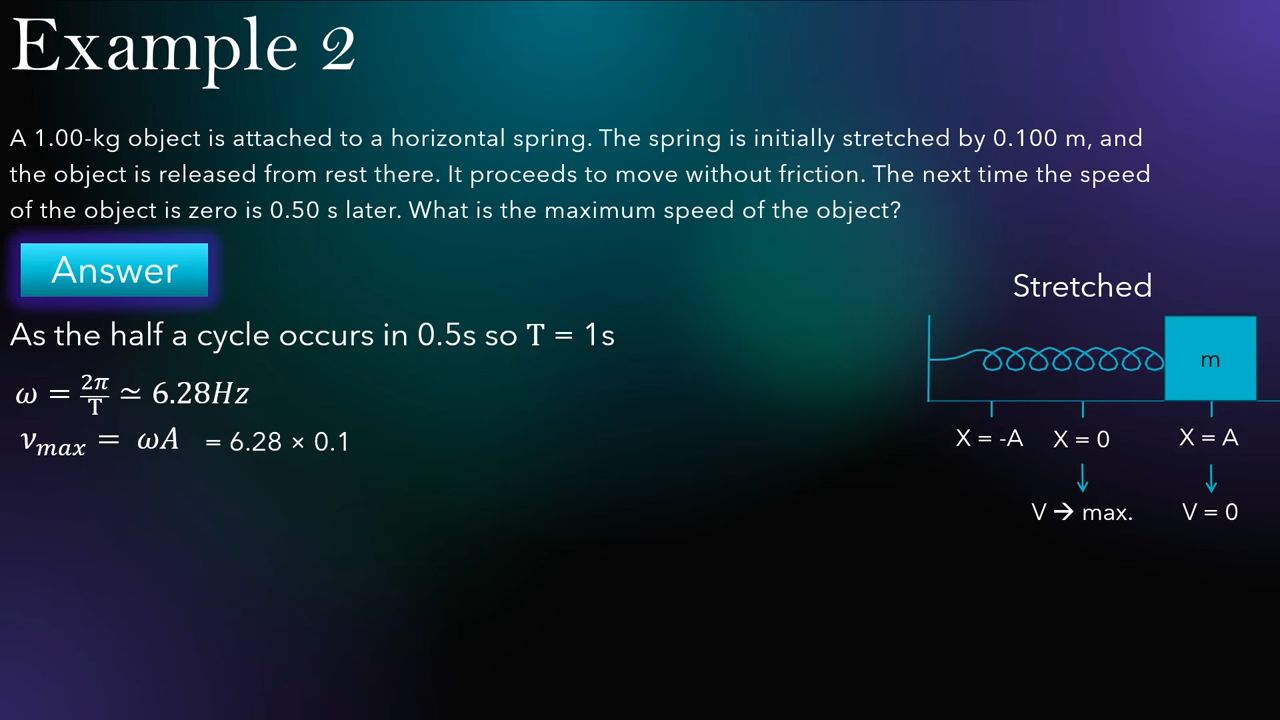 Example 2
A 1.00-kg object is attached to a horizontal spring. The spring is initially stretched by 0.100 m, and
the object is released from rest there. It proceeds to move without friction. The next time the speed
of the object is zero is 0.50 s later. What is the maximum speed of the object?
Answer
As the half a cycle occurs in 0.5s so T = 1s
ω = 2π/T ≃ 6.28Hz
v_max = ωA = 6.28 × 0.1
Stretched
m
X = -A X = 0 X = A
V → max. V = 0